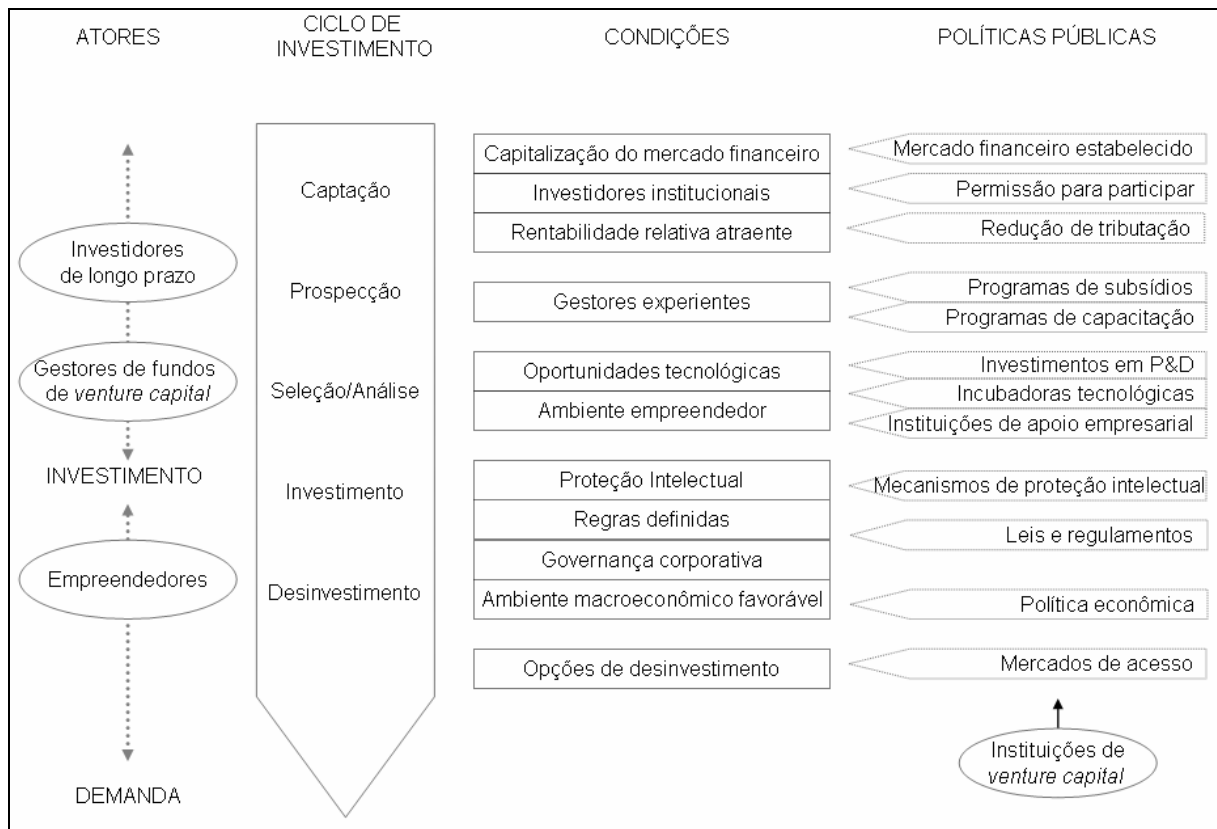 ATORES
CICLO DE
INVESTIMENTO
CONDIÇÕES
POLÍTICAS PÚBLICAS
Investidores
de longo prazo
Gestores de fundos
de venture capital
INVESTIMENTO
Empreendedores
DEMANDA
Captação
Prospecção
Seleção/Análise
Investimento
Desinvestimento
Capitalização do mercado financeiro
Investidores institucionais
Rentabilidade relativa atraente
Gestores experientes
Oportunidades tecnológicas
Ambiente empreendedor
Proteção Intelectual
Regras definidas
Governança corporativa
Ambiente macroeconômico favorável
Opções de desinvestimento
Mercado financeiro estabelecido
Permissão para participar
Redução de tributação
Programas de subsídios
Programas de capacitação
Investimentos em P&D
Incubadoras tecnológicas
Instituições de apoio empresarial
Mecanismos de proteção intelectual
Leis e regulamentos
Política econômica
Mercados de acesso
Instituições de
venture capital